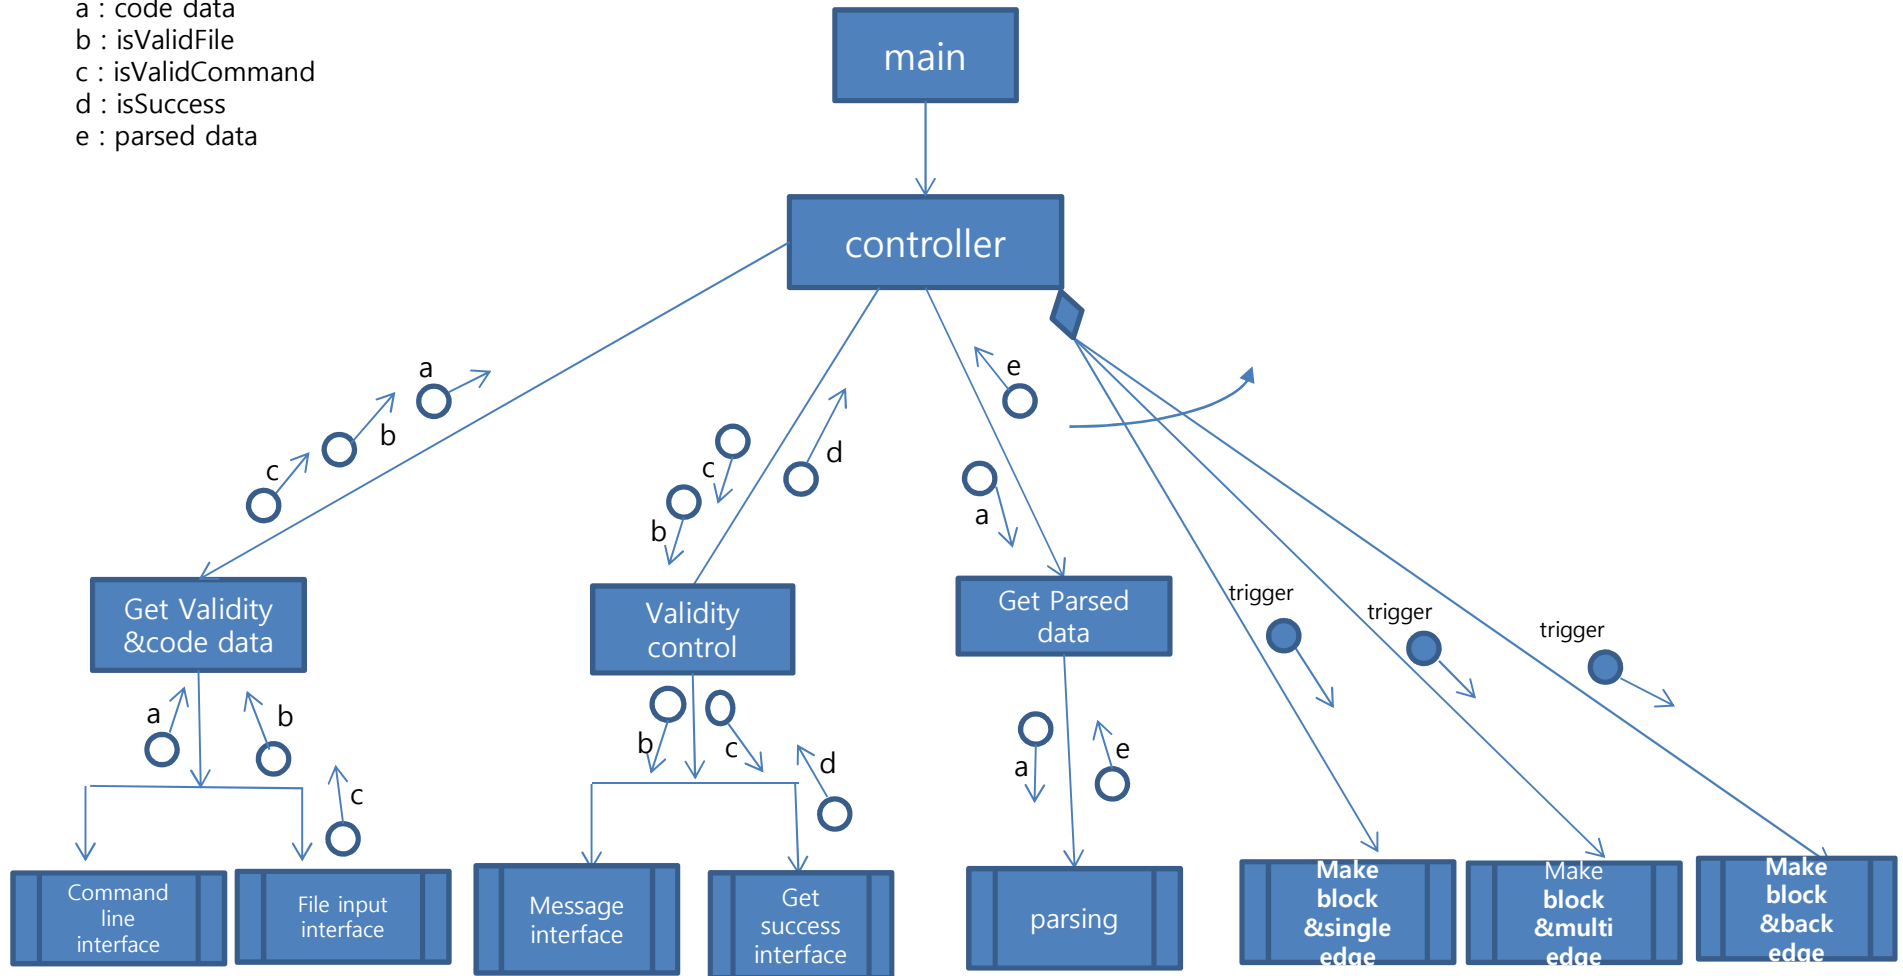 a : code data
b : isValidFile
c : isValidCommand
d : isSuccess
e : parsed data
main
controller
a
b
c
c
b
d
e
a
trigger
trigger
trigger
Get Validity
&code data
Validity
control
Get Parsed
data
a
b
c
b
c
d
a
e
Command
line
interface
File input
interface
Message
interface
Get
success
interface
parsing
Make
block
&single
edge
Make
block
&multi
edge
Make
block
&back
edge